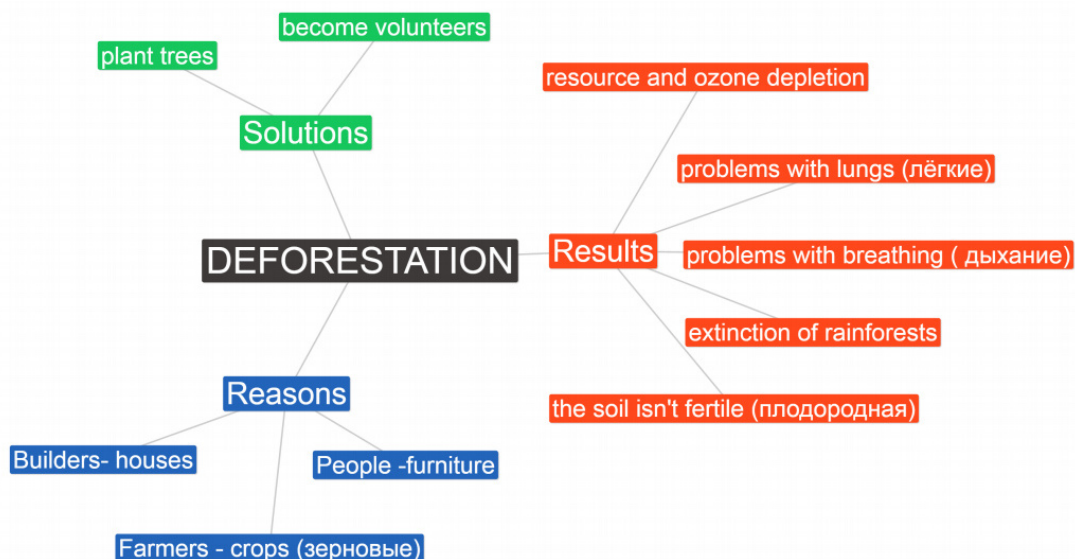 become volunteers
plant trees
Solutions
DEFORESTATION
Results
resource and ozone depletion
problems with lungs (лёгкие)
problems with breathing ( дыхание)
extinction of rainforests
the soil isn't fertile (плодородная)
Reasons
Builders- houses
People -furniture
Farmers - crops (зерновые)